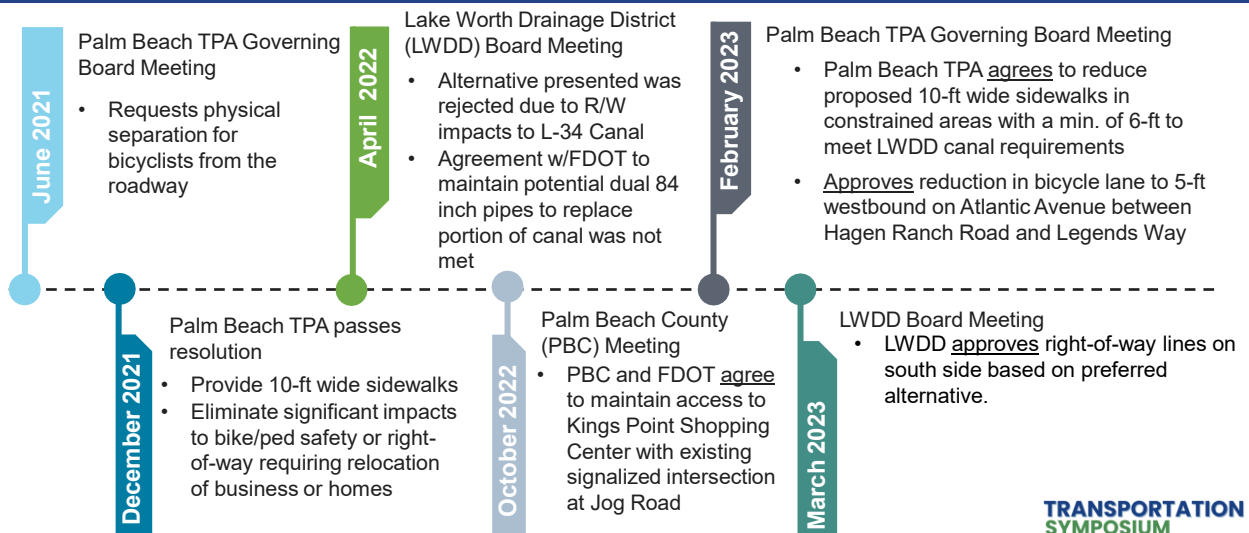 June 2021
Palm Beach TPA Governing
Board Meeting
• Requests physical
separation for
bicyclists from the
roadway
December 2021
Palm Beach TPA passes
resolution
• Provide 10-ft wide sidewalks
• Eliminate significant impacts
to bike/ped safety or right-
of-way requiring relocation
of business or homes
April 2022
Lake Worth Drainage District
(LWDD) Board Meeting
• Alternative presented was
rejected due to R/W
impacts to L-34 Canal
• Agreement w/FDOT to
maintain potential dual 84
inch pipes to replace
portion of canal was not
met
October 2022
Palm Beach County
(PBC) Meeting
• PBC and FDOT agree
to maintain access to
Kings Point Shopping
Center with existing
signalized intersection
at Jog Road
February 2023
Palm Beach TPA Governing Board Meeting
• Palm Beach TPA agrees to reduce
proposed 10-ft wide sidewalks in
constrained areas with a min. of 6-ft to
meet LWDD canal requirements
• Approves reduction in bicycle lane to 5-ft
westbound on Atlantic Avenue between
Hagen Ranch Road and Legends Way
March 2023
LWDD Board Meeting
• LWDD approves right-of-way lines on
south side based on preferred
alternative.
TRANSPORTATION
SYMPOSIUM